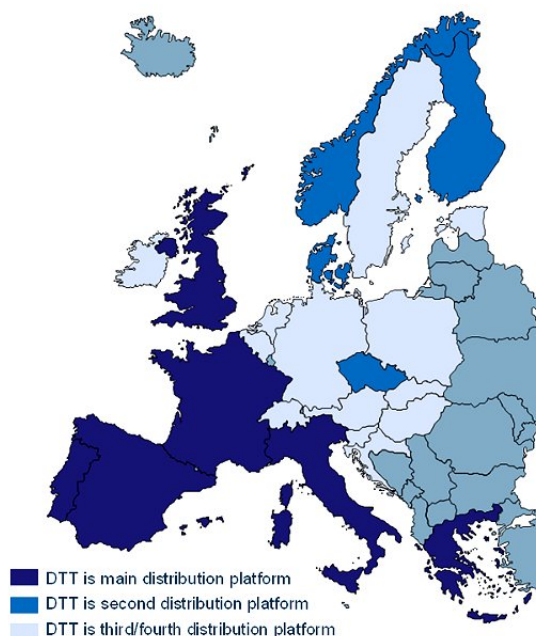 DTT is main distribution platform
DTT is second distribution platform
DTT is third/fourth distribution platform